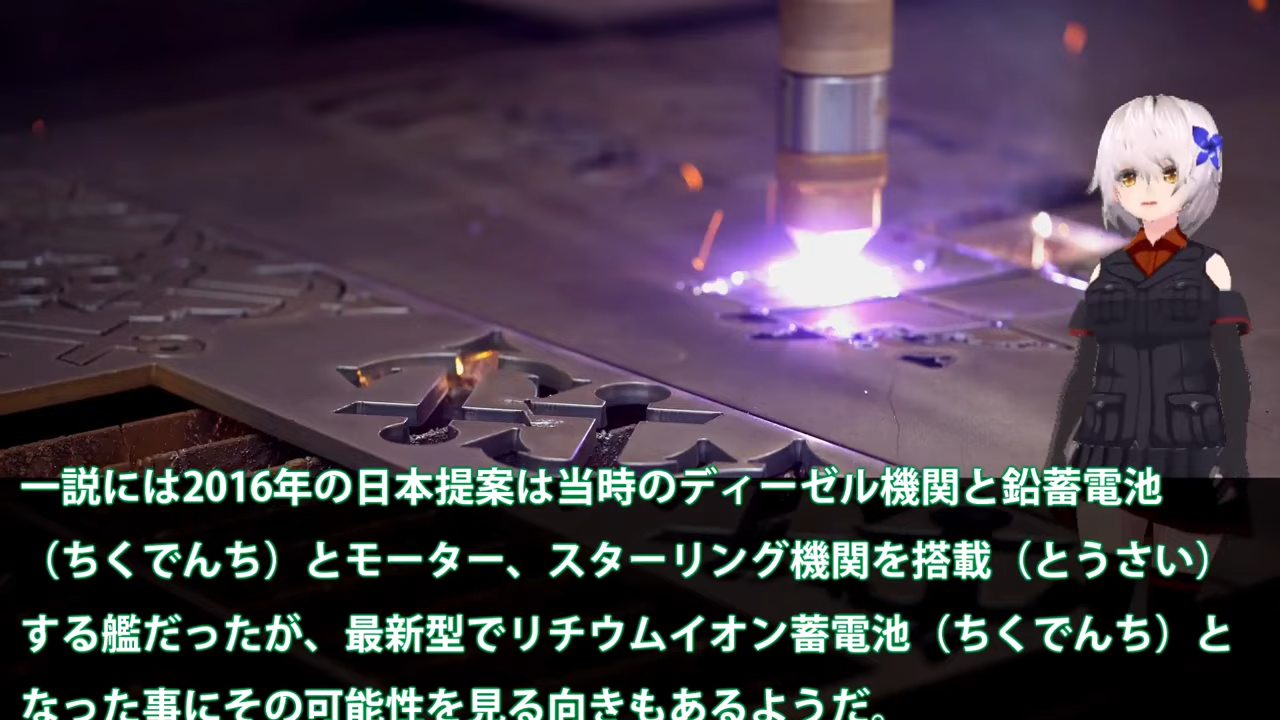 一説には2016年の日本提案は当時のディーゼル機関と鉛蓄電池
（ちくでんち）とモーター、スターリング機関を搭載（とうさい）
する艦だったが、最新型でリチウムイオン蓄電池（ちくでんち）と
なった事にその可能性を見る向きもあるようだ。